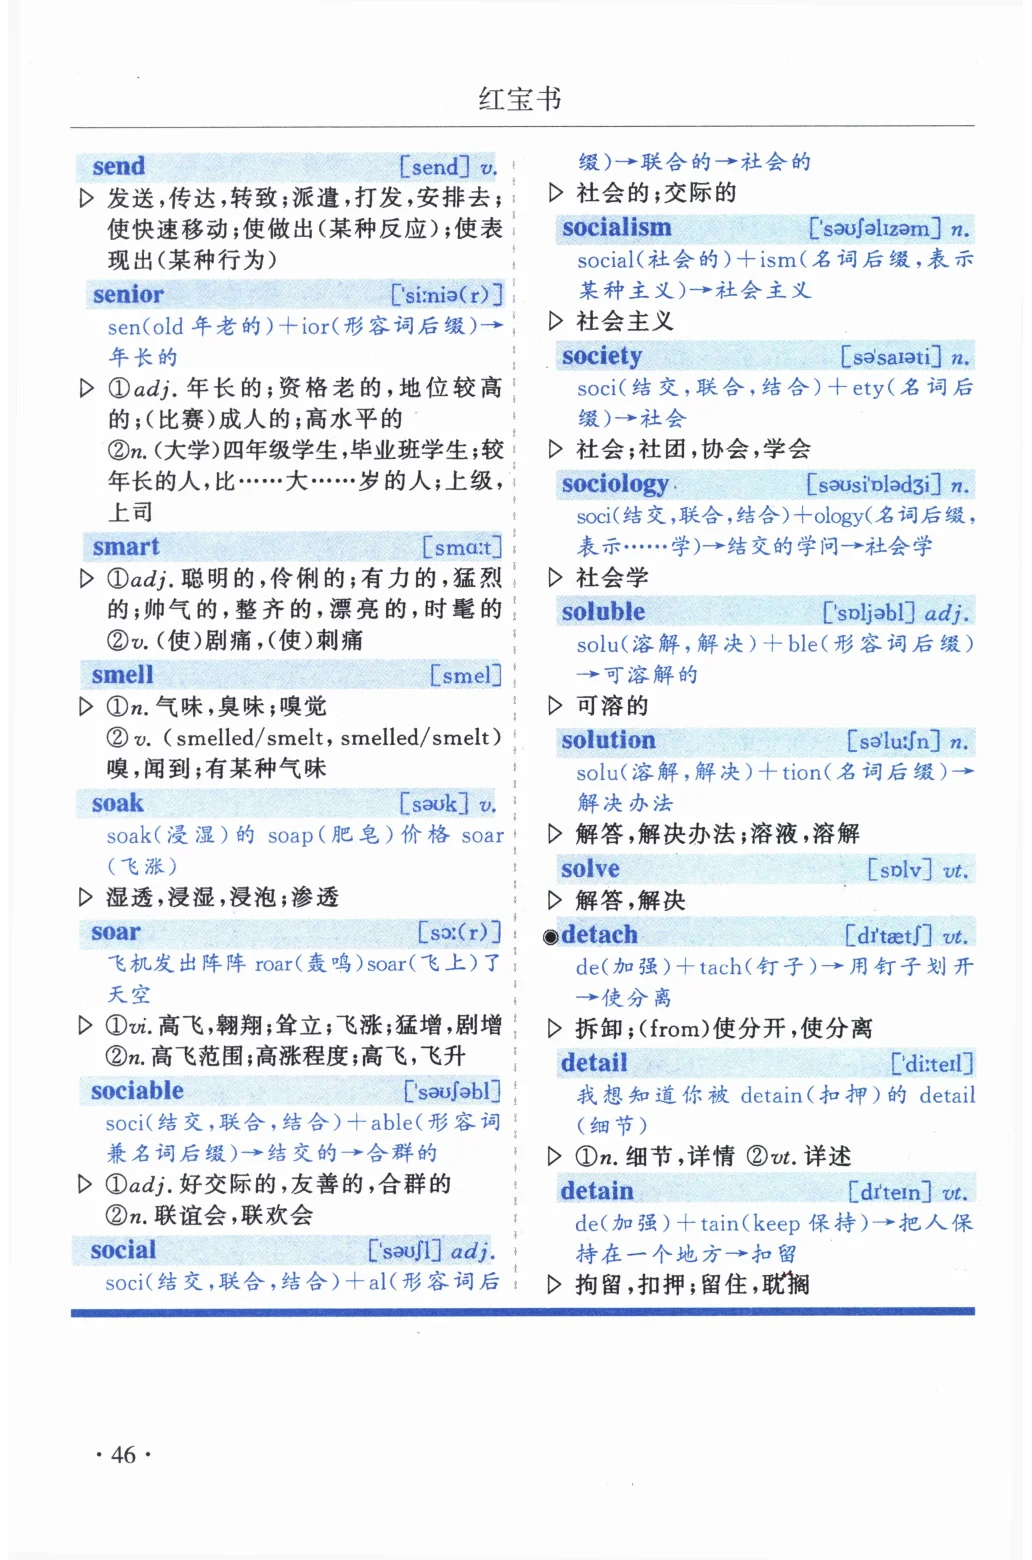 红宝书
send [send] v.
▷ 发送,传达,转致;派遣,打发,安排去;
使快速移动;使做出(某种反应);使表
现出(某种行为)
senior ['siːniə(r)]
sen(old 年老的)+ior(形容词后缀)→
年长的
▷ ①adj. 年长的;资格老的,地位较高
的;(比赛)成人的;高水平的
②n. (大学)四年级学生,毕业班学生;较
年长的人,比……大……岁的人;上级,
上司
smart [smɑːt]
▷ ①adj. 聪明的,伶俐的;有力的,猛烈
的;帅气的,整齐的,漂亮的,时髦的
②v. (使)剧痛,(使)刺痛
smell [smel]
▷ ①n. 气味,臭味;嗅觉
② v. (smelled/smelt, smelled/smelt)
嗅,闻到;有某种气味
soak [səʊk] v.
soak(浸湿)的 soap(肥皂)价格 soar
(飞涨)
▷ 湿透,浸湿,浸泡;渗透
soar [sɔː(r)]
飞机发出阵阵 roar(轰鸣)soar(飞上)了
天空
▷ ①vi. 高飞,翱翔;耸立;飞涨;猛增,剧增
②n. 高飞范围;高涨程度;高飞,飞升
sociable ['səʊʃəbl]
soci(结交,联合,结合)+able(形容词
兼名词后缀)→结交的→合群的
▷ ①adj. 好交际的,友善的,合群的
②n. 联谊会,联欢会
social ['səʊʃl] adj.
soci(结交,联合,结合)+al(形容词后
缀)→联合的→社会的
▷ 社会的;交际的
socialism ['səʊʃəlɪzəm] n.
social(社会的)+ism(名词后缀,表示
某种主义)→社会主义
▷ 社会主义
society [sə'saɪəti] n.
soci(结交,联合,结合)+ety(名词后
缀)→社会
▷ 社会;社团,协会,学会
sociology [səʊsi'ɒlədʒi] n.
soci(结交,联合,结合)+ology(名词后缀,
表示……学)→结交的学问→社会学
▷ 社会学
soluble ['sɒljəbl] adj.
solu(溶解,解决)+ble(形容词后缀)
→可溶解的
▷ 可溶的
solution [sə'luːʃn] n.
solu(溶解,解决)+tion(名词后缀)→
解决办法
▷ 解答,解决办法;溶液,溶解
solve [sɒlv] vt.
▷ 解答,解决
◉detach [dɪ'tætʃ] vt.
de(加强)+tach(钉子)→用钉子划开
→使分离
▷ 拆卸;(from)使分开,使分离
detail ['diːteɪl]
我想知道你被 detain(扣押)的 detail
(细节)
▷ ①n. 细节,详情 ②vt. 详述
detain [dɪ'teɪn] vt.
de(加强)+tain(keep 保持)→把人保
持在一个地方→扣留
▷ 拘留,扣押;留住,耽搁
· 46 ·